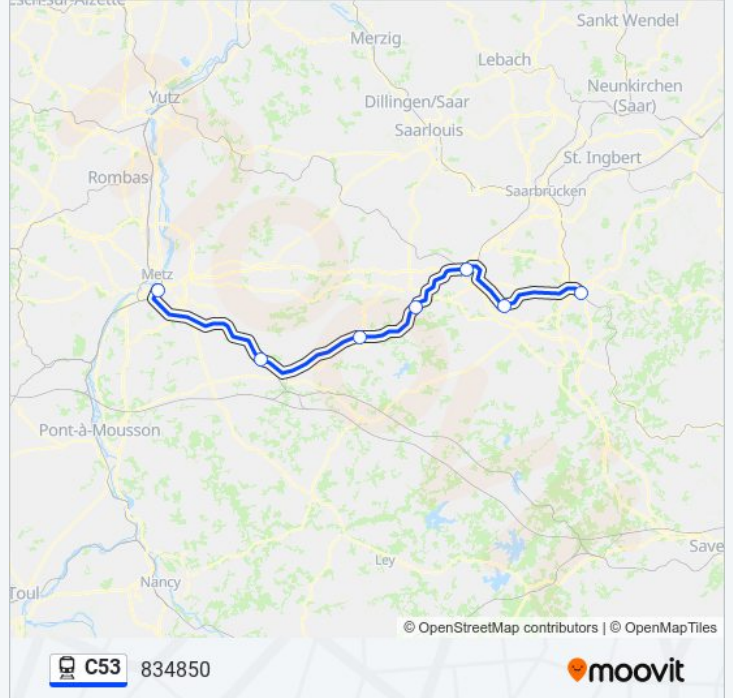 Esch-sur-Alzette
Merzig
Sankt Wendel
Lebach
Neunkirchen
(Saar)
Yutz
Dillingen/Saar
Saarlouis
St. Ingbert
Rombas
Saarbrücken
Metz
Pont-à-Mousson
Ley
Save
Nancy
Toul
© OpenStreetMap contributors | © OpenMapTiles
C53 834850
moovit